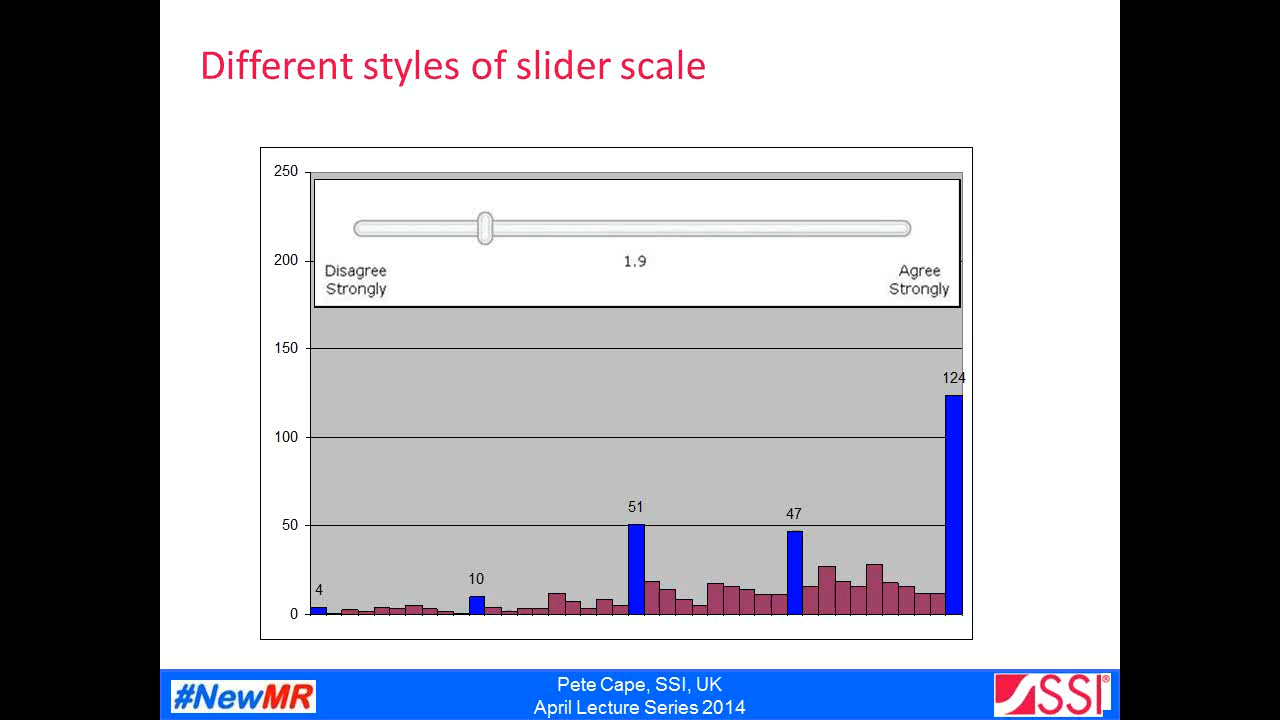 Different styles of slider scale
250
200
150
100
50
0
1.9
Disagree
Strongly
Agree
Strongly
4
10
51
47
124
#NewMR
Pete Cape, SSI, UK
April Lecture Series 2014
SSI®